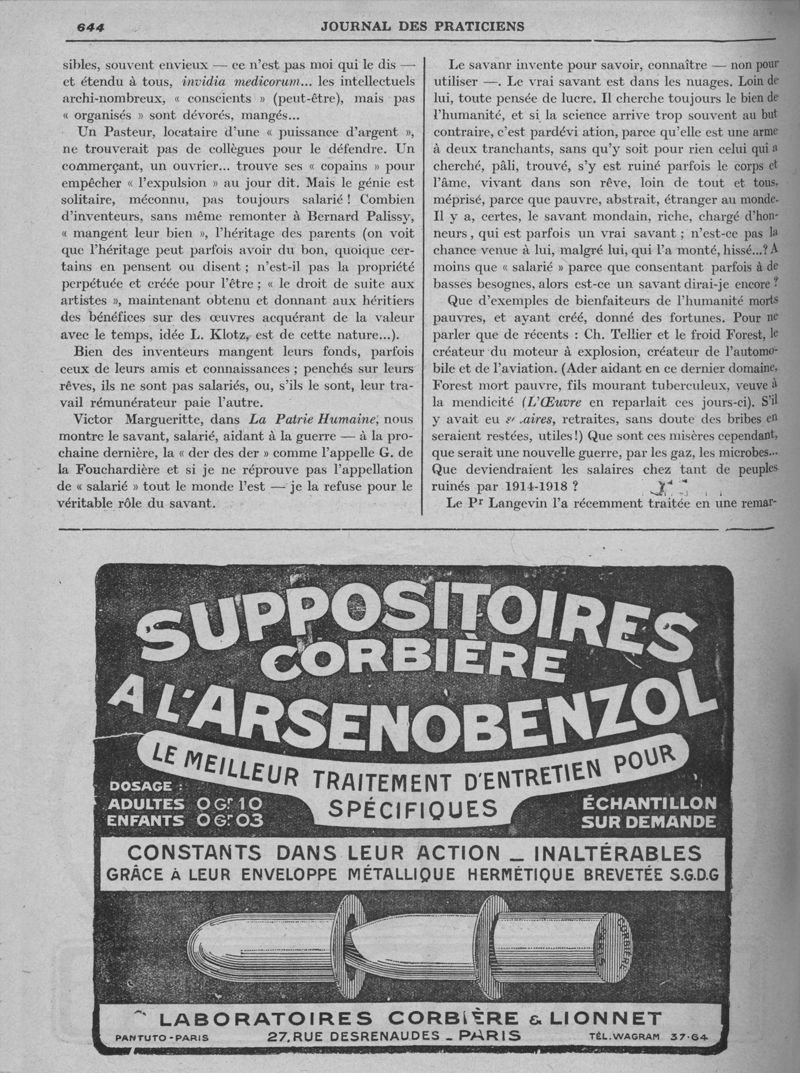 644
JOURNAL DES PRATICIENS
sibles, souvent envieux — ce n'est pas moi qui le dis —
et étendu à tous, invidia medicorum... les intellectuels
archi-nombreux, « conscients » (peut-être), mais pas
« organisés » sont dévorés, mangés...
Un Pasteur, locataire d'une « puissance d'argent »,
ne trouverait pas de collègues pour le défendre. Un
commerçant, un ouvrier... trouve ses « copains » pour
empêcher « l'expulsion » au jour dit. Mais le génie est
solitaire, méconnu, pas toujours salarié ! Combien
d'inventeurs, sans même remonter à Bernard Palissy,
« mangent leur bien », l'héritage des parents (on voit
que l'héritage peut parfois avoir du bon, quoique cer-
tains en pensent ou disent ; n'est-il pas la propriété
perpétuée et créée pour l'être ; « le droit de suite aux
artistes », maintenant obtenu et donnant aux héritiers
des bénéfices sur des œuvres acquérant de la valeur
avec le temps, idée L. Klotz, est de cette nature...).
Bien des inventeurs mangent leurs fonds, parfois
ceux de leurs amis et connaissances ; penchés sur leurs
rêves, ils ne sont pas salariés, ou, s'ils le sont, leur tra-
vail rémunérateur paie l'autre.
Victor Margueritte, dans La Patrie Humaine, nous
montre le savant, salarié, aidant à la guerre — à la pro-
chaine dernière, la « der des der » comme l'appelle G. de
la Fouchardière et si je ne réprouve pas l'appellation
de « salarié » tout le monde l'est — je la refuse pour le
véritable rôle du savant.
Le savanr invente pour savoir, connaître — non pour
utiliser —. Le vrai savant est dans les nuages. Loin de
lui, toute pensée de lucre. Il cherche toujours le bien de
l'humanité, et si la science arrive trop souvent au but
contraire, c'est pardévi ation, parce qu'elle est une arme
à deux tranchants, sans qu'y soit pour rien celui qui a
cherché, pâli, trouvé, s'y est ruiné parfois le corps et
l'âme, vivant dans son rêve, loin de tout et tous,
méprisé, parce que pauvre, abstrait, étranger au monde.
Il y a, certes, le savant mondain, riche, chargé d'hon-
neurs, qui est parfois un vrai savant ; n'est-ce pas la
chance venue à lui, malgré lui, qui l'a monté, hissé...? A
moins que « salarié » parce que consentant parfois à de
basses besognes, alors est-ce un savant dirai-je encore ?
Que d'exemples de bienfaiteurs de l'humanité morts
pauvres, et ayant créé, donné des fortunes. Pour ne
parler que de récents : Ch. Tellier et le froid Forest, le
créateur du moteur à explosion, créateur de l'automo-
bile et de l'aviation. (Ader aidant en ce dernier domaine,
Forest mort pauvre, fils mourant tuberculeux, veuve à
la mendicité (L'Œuvre en reparlait ces jours-ci). S'il
y avait eu aires, retraites, sans doute des bribes en
seraient restées, utiles!) Que sont ces misères cependant,
que serait une nouvelle guerre, par les gaz, les microbes...
Que deviendraient les salaires chez tant de peuples
ruinés par 1914-1918 ?
Le Pr Langevin l'a récemment traitée en une remar-
SUPPOSITOIRES
CORBIÈRE
A L'ARSENOBENZOL
LE MEILLEUR TRAITEMENT D'ENTRETIEN POUR
SPÉCIFIQUES
DOSAGE :
ADULTES 0 Gr 10
ENFANTS 0 Gr 03
ÉCHANTILLON
SUR DEMANDE
CONSTANTS DANS LEUR ACTION _ INALTÉRABLES
GRÂCE A LEUR ENVELOPPE MÉTALLIQUE HERMÉTIQUE BREVETÉE S.G.D.G
CORBIÈRE
LABORATOIRES CORBIÈRE & LIONNET
PANTUTO-PARIS
27, RUE DESRENAUDES _ PARIS
TÉL. WAGRAM 37-64